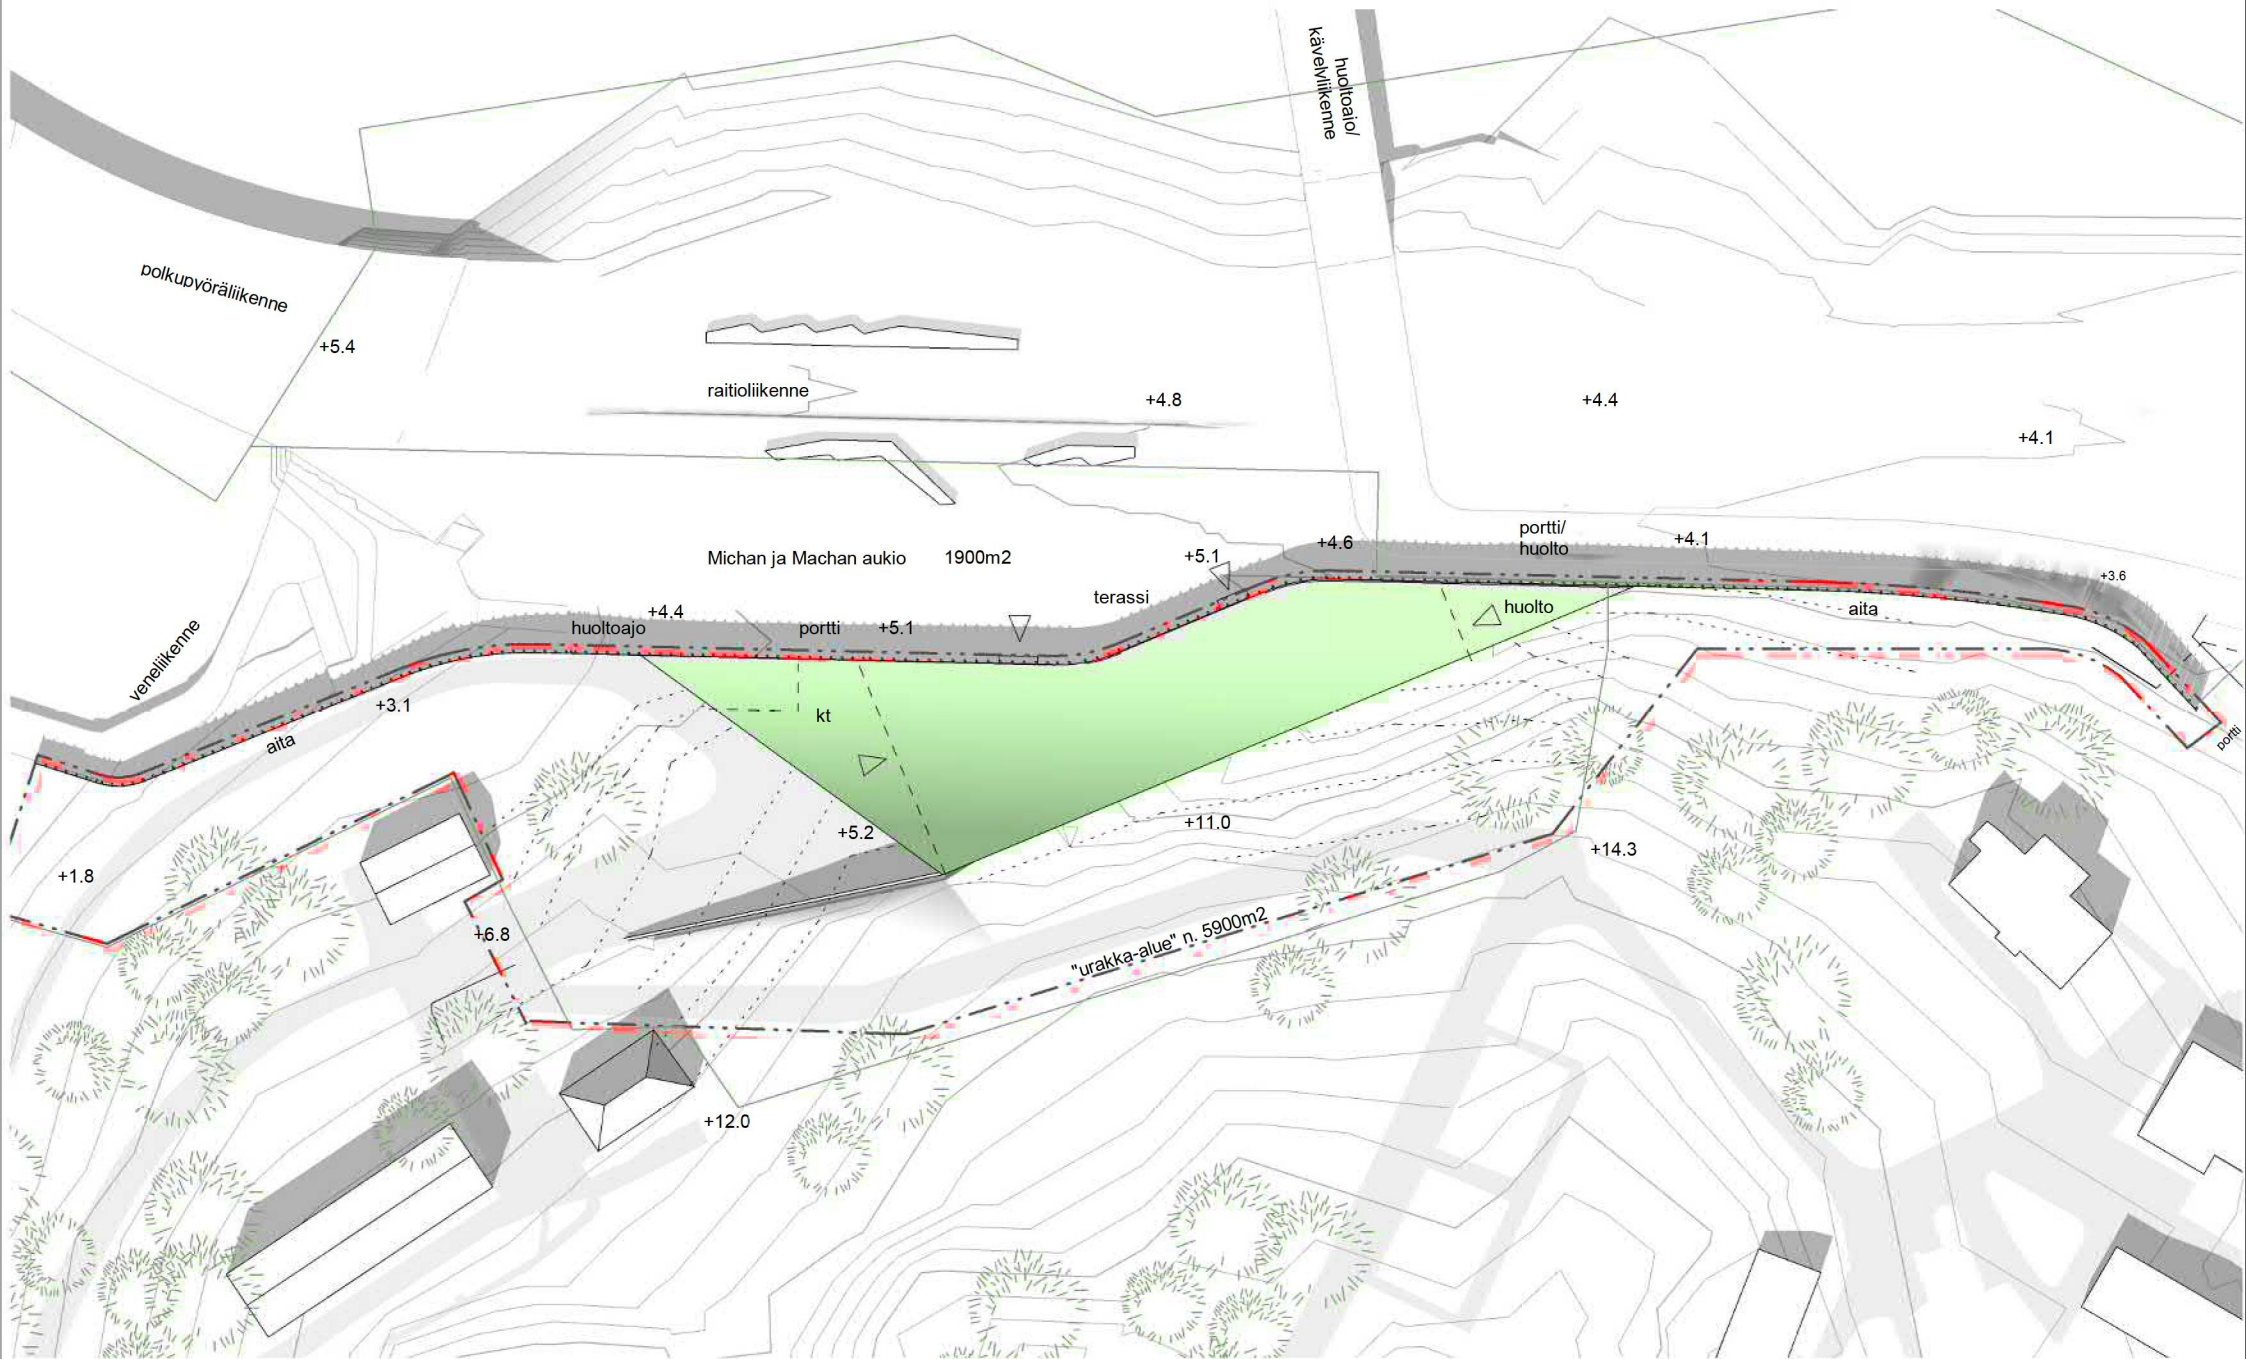 huoltoajo/
kävelyliikenne
polkupyöräliikenne
+5.4
raitioliikenne
+4.8
+4.4
+4.1
Michan ja Machan aukio 1900m2
+5.1
+4.6
portti/
huolto
+4.1
+3.6
terassi
huolto
aita
+4.4
huoltoajo
portti
+5.1
veneliikenne
+3.1
aita
kt
portti
+5.2
+11.0
+14.3
+1.8
+6.8
"urakka-alue" n. 5900m2
+12.0